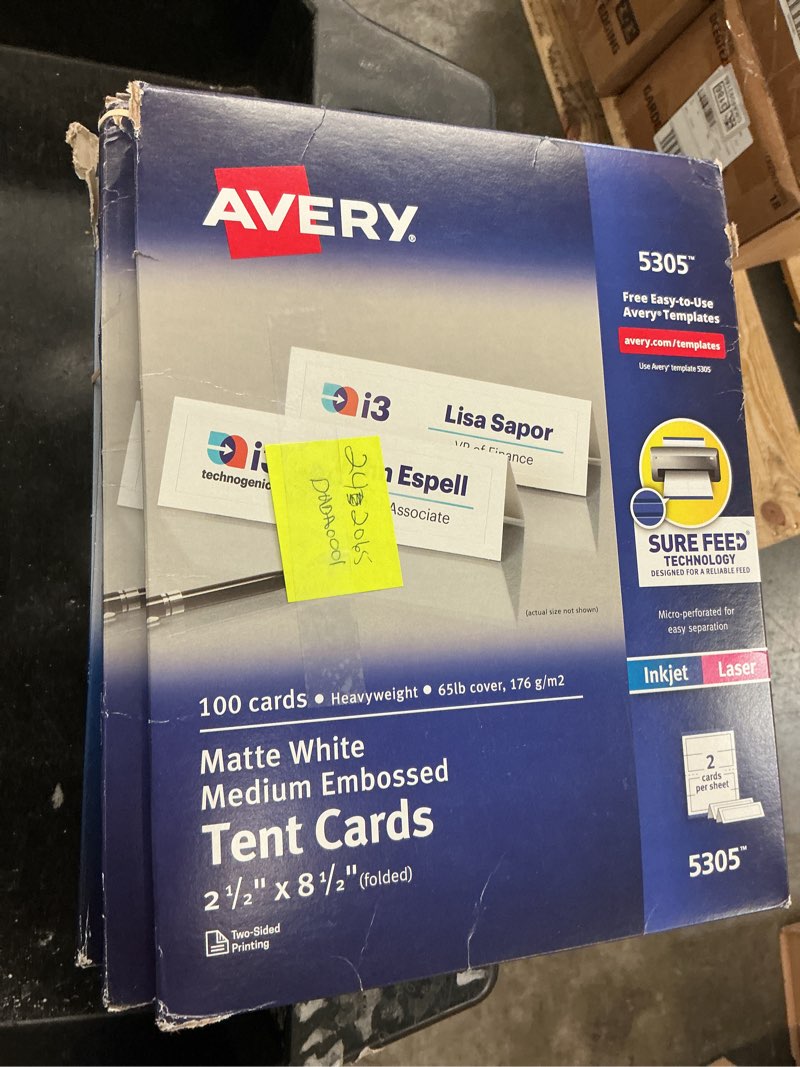 AVERY®
5305™
Free Easy-to-Use
Avery® Templates
avery.com/templates
Use Avery® template 5305
i3
Lisa Sapor
VP of Finance
technogenic
n Espell
Associate
(actual size not shown)
SURE FEED®
TECHNOLOGY
DESIGNED FOR A RELIABLE FEED
Micro-perforated for
easy separation
Inkjet
Laser
100 cards • Heavyweight • 65lb cover, 176 g/m2
Matte White
Medium Embossed
Tent Cards
2 1/2" x 8 1/2" (folded)
Two-Sided
Printing
2
cards
per sheet
5305™